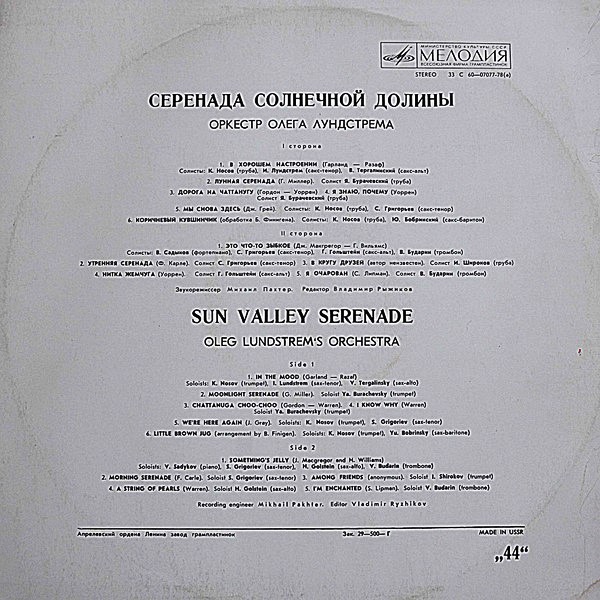 МИНИСТЕРСТВО КУЛЬТУРЫ СССР
МЕЛОДИЯ
ВСЕСОЮЗНАЯ ФИРМА ГРАМПЛАСТИНОК
STEREO 33 С 60—07077-78(а)
СЕРЕНАДА СОЛНЕЧНОЙ ДОЛИНЫ
ОРКЕСТР ОЛЕГА ЛУНДСТРЕМА
I сторона
1. В ХОРОШЕМ НАСТРОЕНИИ (Гарланд — Разаф)
Солисты: К. Носов (труба), И. Лундстрем (сакс-тенор), В. Тергалинский (сакс-альт)
2. ЛУННАЯ СЕРЕНАДА (Г. Миллер). Солист Я. Бурачевский (труба)
3. ДОРОГА НА ЧАТТАНУГУ (Гордон — Уоррен) 4. Я ЗНАЮ, ПОЧЕМУ (Уоррен)
Солист Я. Бурачевский (труба)
5. МЫ СНОВА ЗДЕСЬ (Дж. Грей). Солисты: К. Носов (труба), С. Григорьев (сакс-тенор)
6. КОРИЧНЕВЫЙ КУВШИНЧИК (обработка Б. Финигена). Солисты: К. Носов (труба), Ю. Бобринский (сакс-баритон)
II сторона
1. ЭТО ЧТО-ТО ЗЫБКОЕ (Дж. Макгрегор — Г. Вильямс)
Солисты: В. Садыков (фортепиано), С. Григорьев (сакс-тенор), Г. Гольштейн (сакс-альт), В. Бударин (тромбон)
2. УТРЕННЯЯ СЕРЕНАДА (Ф. Карле). Солист С. Григорьев (сакс-тенор) 3. В КРУГУ ДРУЗЕЙ (автор неизвестен). Солист И. Широков (труба)
4. НИТКА ЖЕМЧУГА (Уоррен). Солист Г. Гольштейн (сакс-альт) 5. Я ОЧАРОВАН (С. Липман). Солист В. Бударин (тромбон)
Звукорежиссер Михаил Пахтер. Редактор Владимир Рыжиков
SUN VALLEY SERENADE
OLEG LUNDSTREM'S ORCHESTRA
Side 1
1. IN THE MOOD (Garland — Razaf)
Soloists: K. Nosov (trumpet), I. Lundstrem (sax-tenor), V. Tergalinsky (sax-alto)
2. MOONLIGHT SERENADE (G. Miller). Soloist Ya. Burachevsky (trumpet)
3. CHATTANUGA CHOO-CHOO (Gordon — Warren) 4. I KNOW WHY (Warren)
Soloist Ya. Burachevsky (trumpet)
5. WE'RE HERE AGAIN (J. Gray). Soloists: K. Nosov (trumpet), S. Grigoriev (sax-tenor)
6. LITTLE BROWN JUG (arrangement by B. Finigen). Soloists: K. Nosov (trumpet), Yu. Bobrinsky (sax-baritone)
Side 2
1. SOMETHING'S JELLY (J. Macgregor and H. Williams)
Soloists: V. Sadykov (piano), S. Grigoriev (sax-tenor), H. Golstein (sax-alto), V. Budarin (trombone)
2. MORNING SERENADE (F. Carle). Soloist S. Grigoriev (sax-tenor) 3. AMONG FRIENDS (anonymous). Soloist I. Shirokov (trumpet)
4. A STRING OF PEARLS (Warren). Soloist H. Golstein (sax-alto) 5. I'M ENCHANTED (S. Lipman). Soloist V. Budarin (trombone)
Recording engineer Mikhail Pakhter. Editor Vladimir Ryzhikov
Апрелевский ордена Ленина завод грампластинок Зак. 29—500—Г MADE IN USSR
„44“